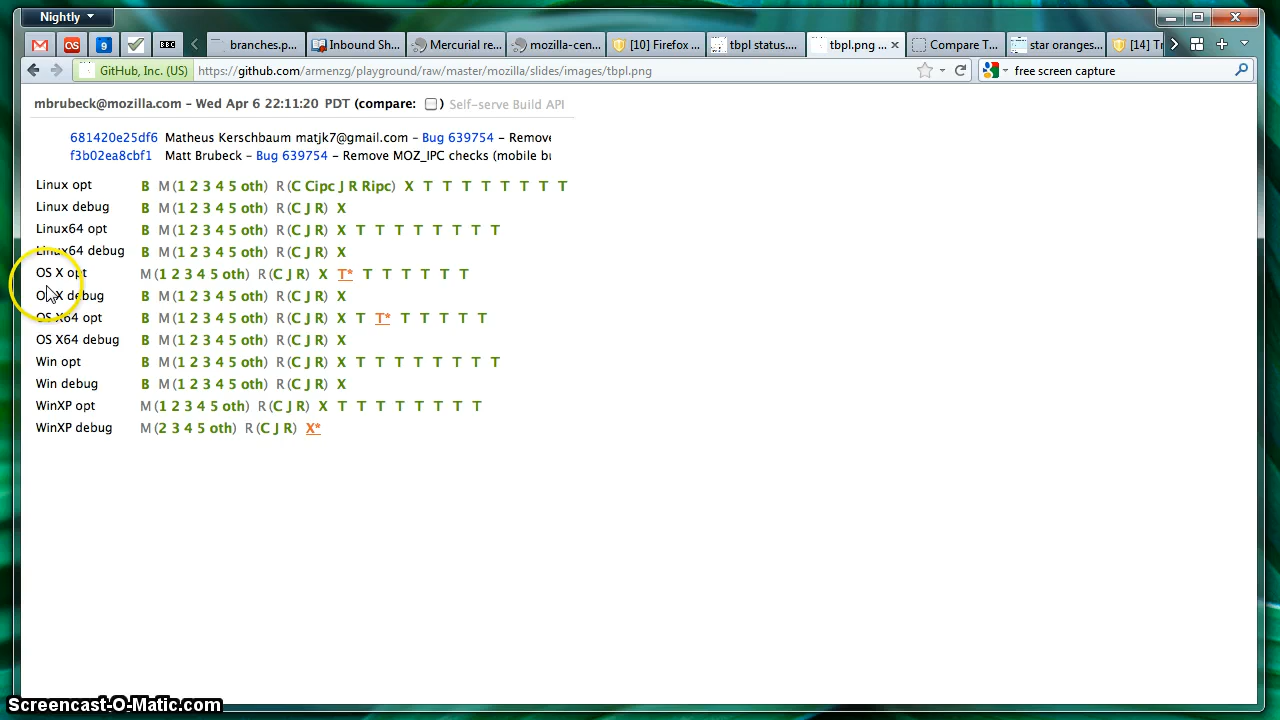 Nightly
branches.p...
Inbound Sh...
Mercurial re...
mozilla-cen...
[10] Firefox ...
tbpl status....
tbpl.png ...
Compare T...
star oranges...
[14] Tr
GitHub, Inc. (US)
https://github.com/armenzg/playground/raw/master/mozilla/slides/images/tbpl.png
free screen capture
mbrubeck@mozilla.com – Wed Apr 6 22:11:20 PDT (compare: ) Self-serve Build API
681420e25df6 Matheus Kerschbaum matjk7@gmail.com – Bug 639754 – Remove
f3b02ea8cbf1 Matt Brubeck – Bug 639754 – Remove MOZ_IPC checks (mobile bu
Linux opt B M(1 2 3 4 5 oth) R(C Cipc J R Ripc) X T T T T T T T T
Linux debug B M(1 2 3 4 5 oth) R(C J R) X
Linux64 opt B M(1 2 3 4 5 oth) R(C J R) X T T T T T T T T
Linux64 debug B M(1 2 3 4 5 oth) R(C J R) X
OS X opt M(1 2 3 4 5 oth) R(C J R) X T* T T T T T T
OS X debug B M(1 2 3 4 5 oth) R(C J R) X
OS X64 opt B M(1 2 3 4 5 oth) R(C J R) X T T* T T T T T
OS X64 debug B M(1 2 3 4 5 oth) R(C J R) X
Win opt B M(1 2 3 4 5 oth) R(C J R) X T T T T T T T T
Win debug B M(1 2 3 4 5 oth) R(C J R) X
WinXP opt M(1 2 3 4 5 oth) R(C J R) X T T T T T T T T
WinXP debug M(2 3 4 5 oth) R(C J R) X*
Screencast-O-Matic.com